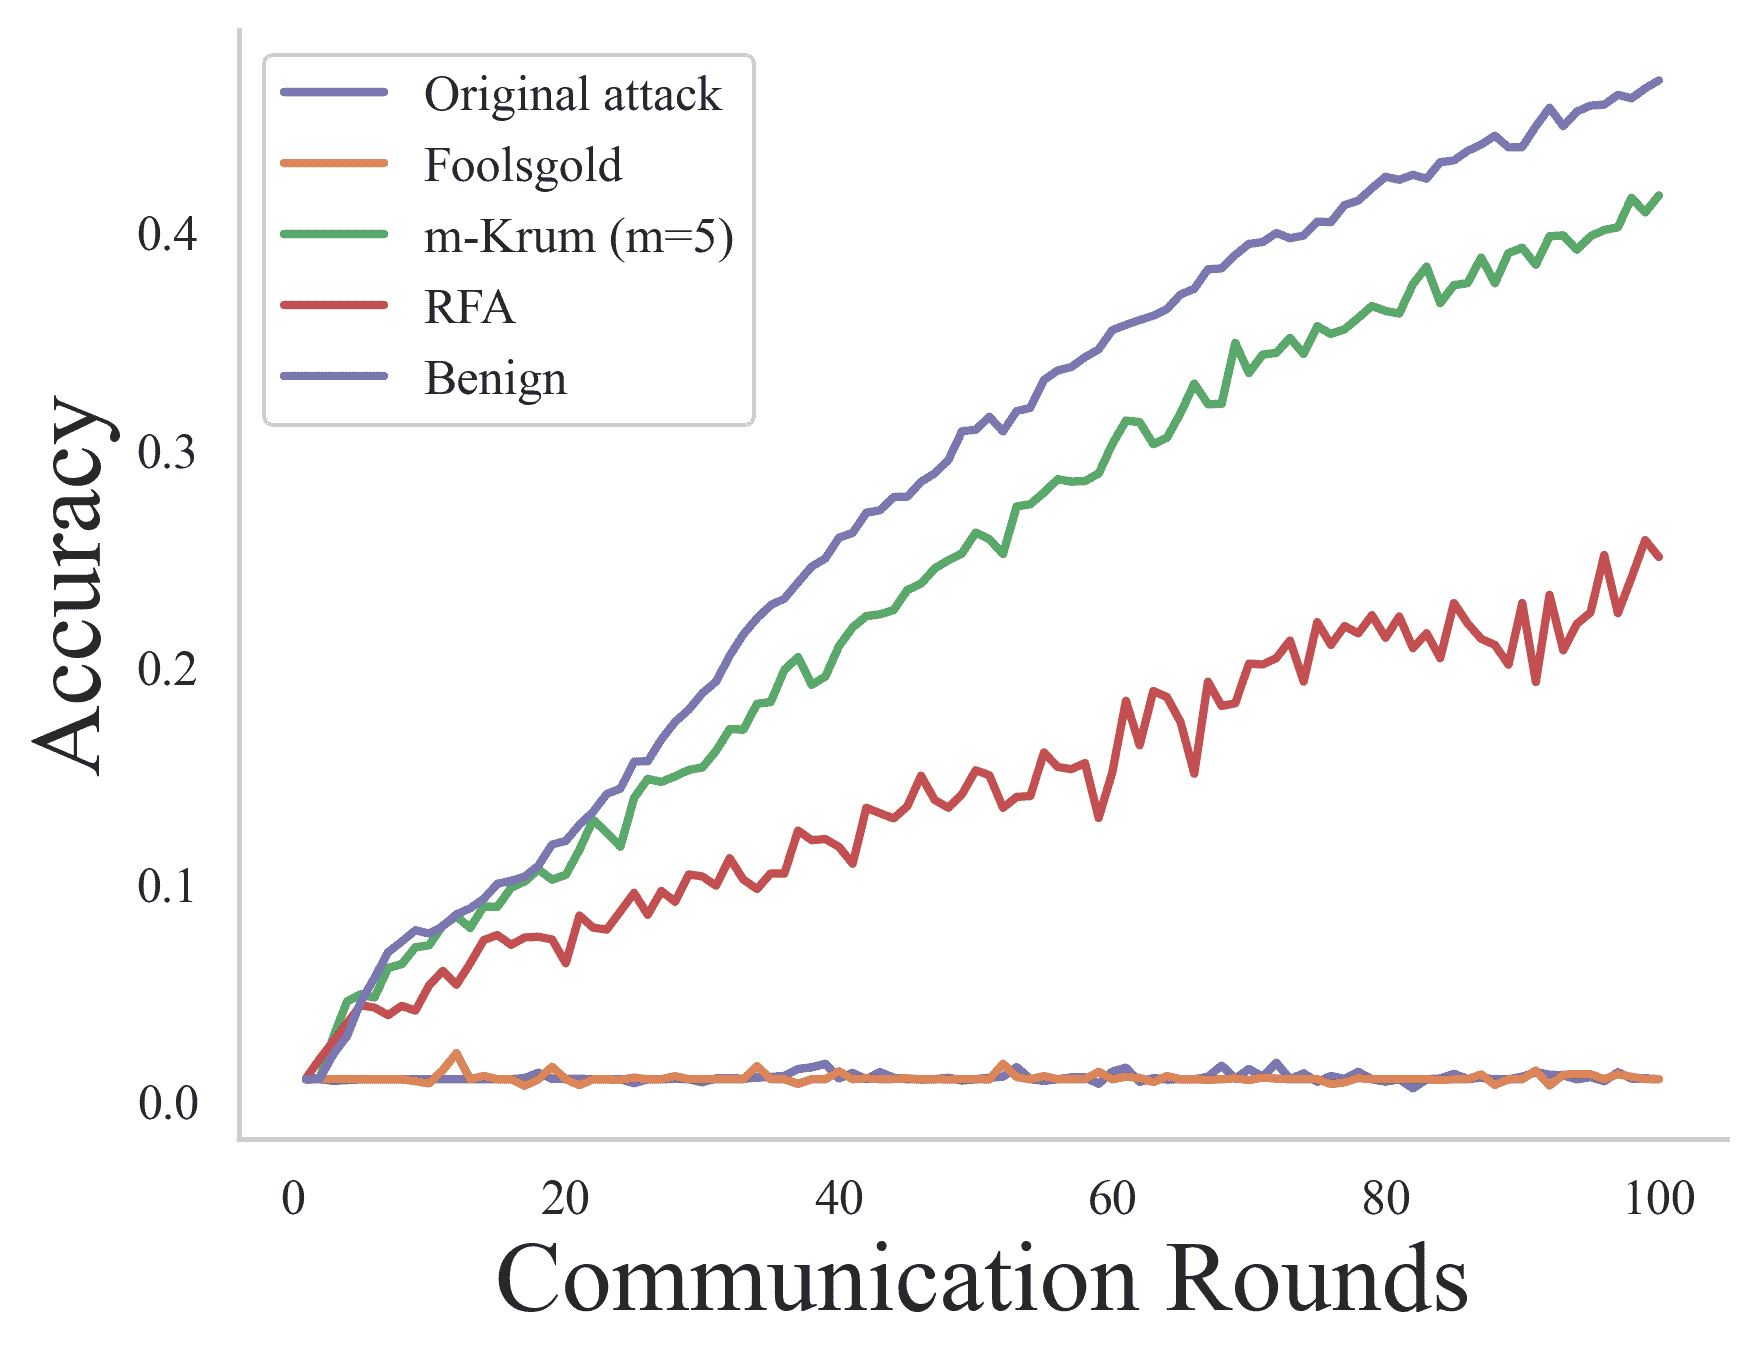 Original attack
Foolsgold
m-Krum (m=5)
RFA
Benign
Accuracy
0.4
0.3
0.2
0.1
0.0
0 20 40 60 80 100
Communication Rounds